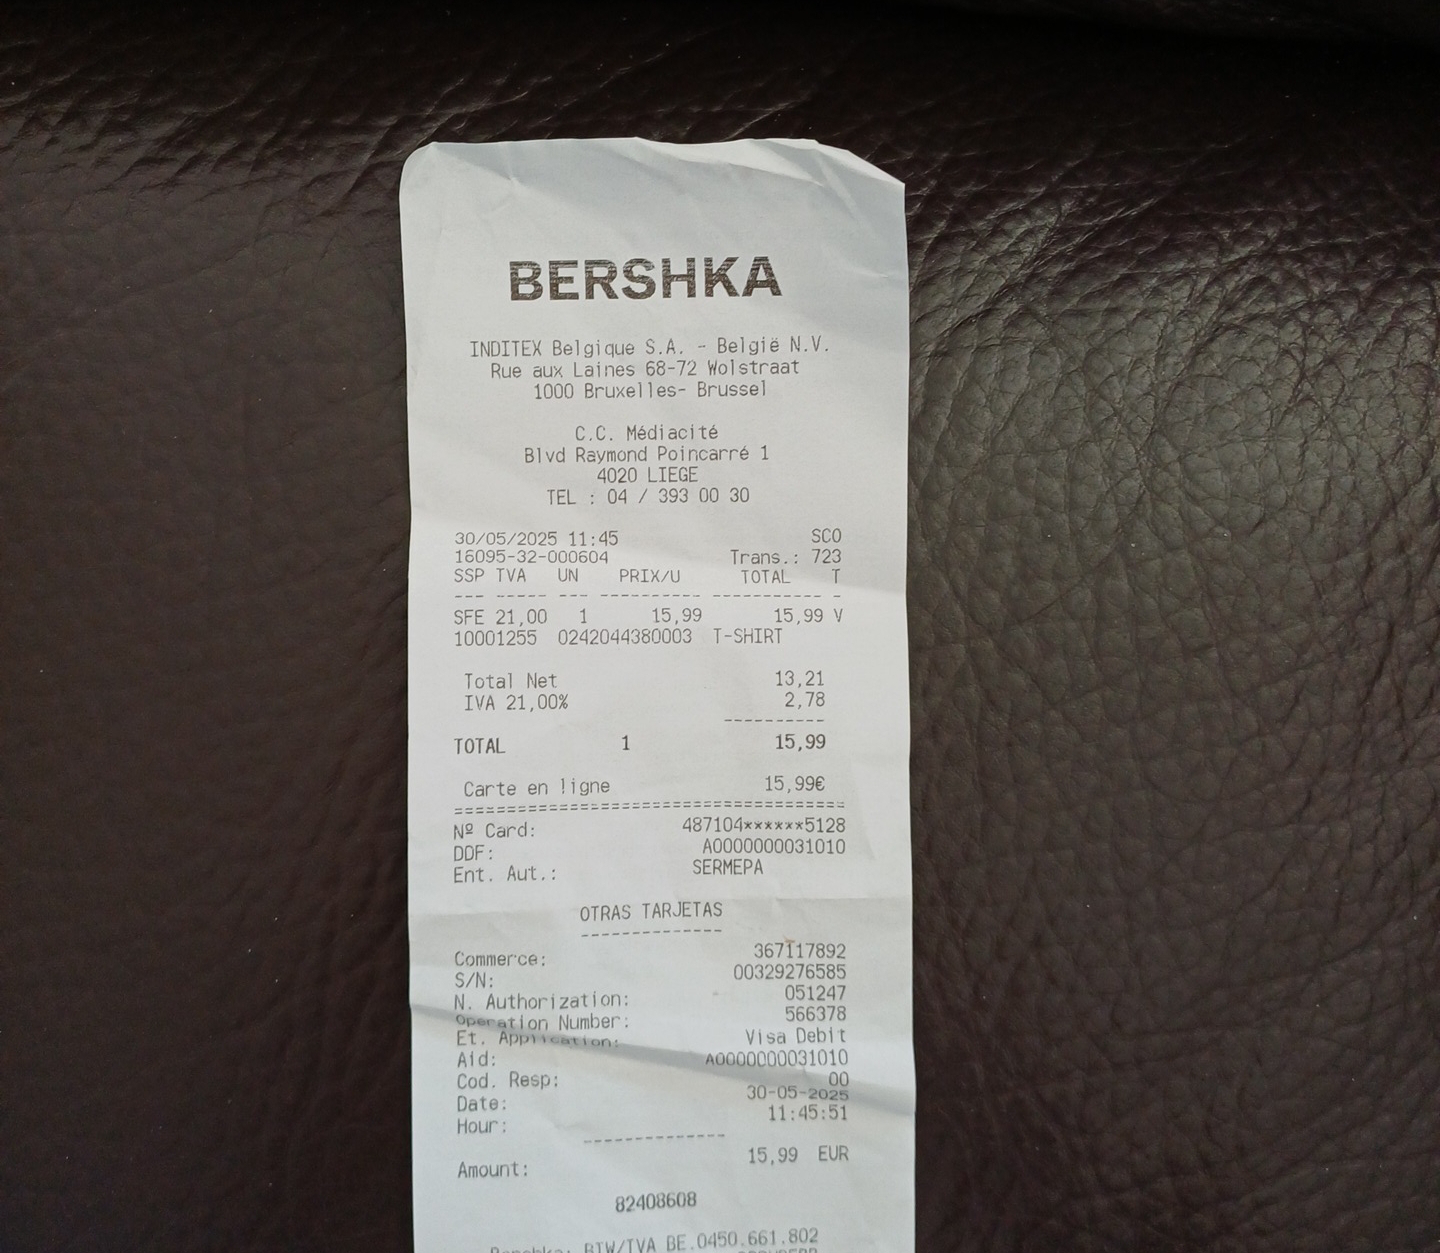 BERSHKA
INDITEX Belgique S.A. - België N.V.
Rue aux Laines 68-72 Wolstraat
1000 Bruxelles- Brussel
C.C. Médiacité
Blvd Raymond Poincarré 1
4020 LIEGE
TEL : 04 / 393 00 30
30/05/2025 11:45 SCO
16095-32-000604 Trans.: 723
SSP TVA UN PRIX/U TOTAL T
--- ----- --- ---------- ----------- -
SFE 21,00 1 15,99 15,99 V
10001255 0242044380003 T-SHIRT
Total Net 13,21
IVA 21,00% 2,78
----------
TOTAL 1 15,99
Carte en ligne 15,99€
======================================
Nº Card: 487104******5128
DDF: A0000000031010
Ent. Aut.: SERMEPA
OTRAS TARJETAS
--------------
Commerce: 367117892
S/N: 00329276585
N. Authorization: 051247
Operation Number: 566378
Et. Application: Visa Debit
Aid: A0000000031010
Cod. Resp: 00
Date: 30-05-2025
Hour: 11:45:51
--------------
Amount: 15,99 EUR
82408608
Bershka: BTW/TVA BE.0450.661.802